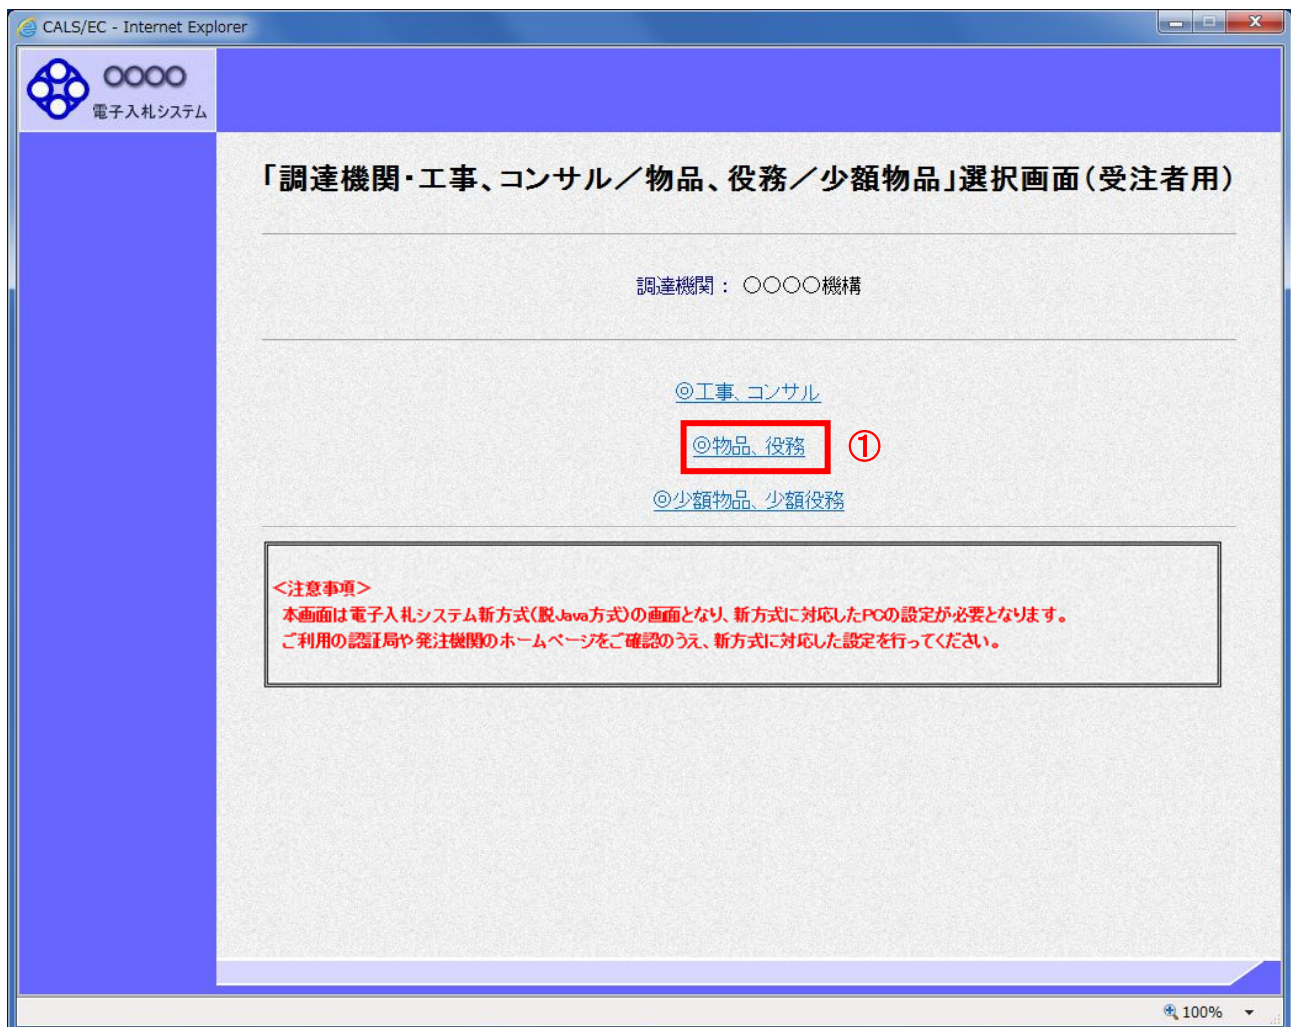 CALS/EC - Internet Explorer
○○○○
電子入札システム
「調達機関・工事、コンサル／物品、役務／少額物品」選択画面（受注者用）
調達機関： ○○○○機構
◎工事、コンサル
◎物品、役務
①
◎少額物品、少額役務
＜注意事項＞
本画面は電子入札システム新方式(脱Java方式)の画面となり、新方式に対応したPCの設定が必要となります。
ご利用の認証局や発注機関のホームページをご確認のうえ、新方式に対応した設定を行ってください。
100%